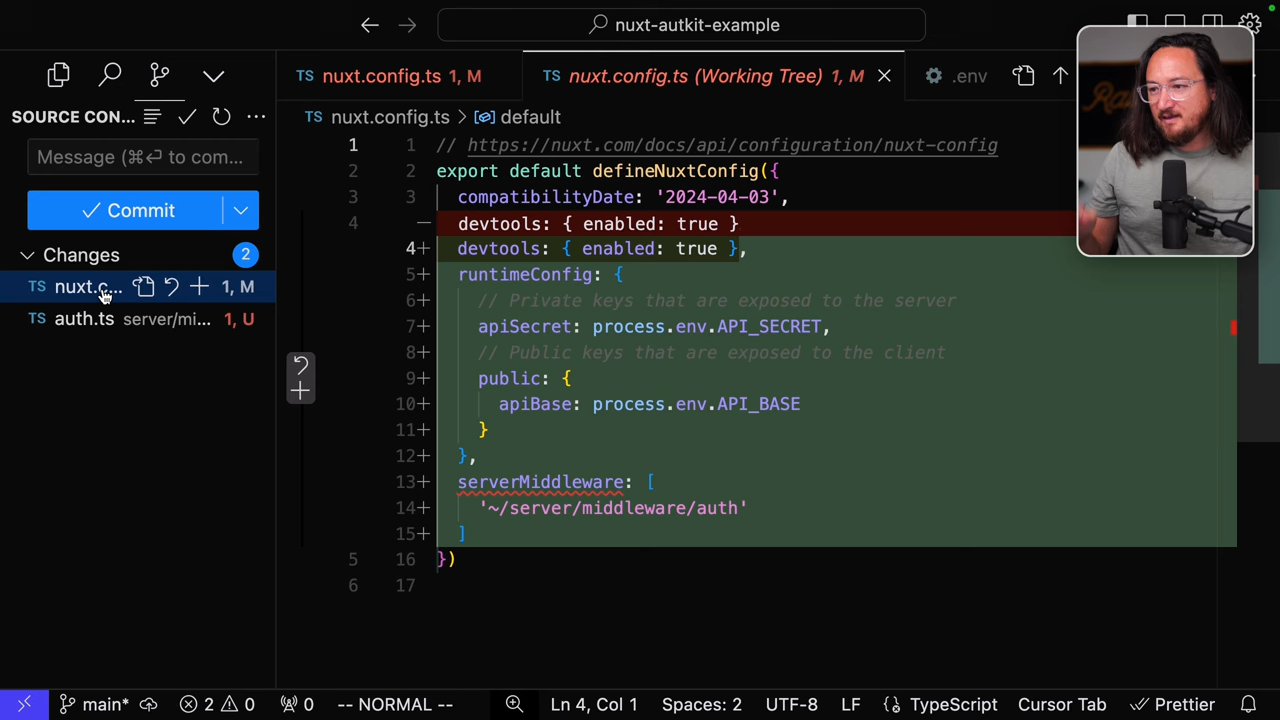 nuxt-autkit-example
nuxt.config.ts 1, M
nuxt.config.ts (Working Tree) 1, M
.env
SOURCE CON...
Message (⌘⏎ to com...
Commit
Changes 2
TS nuxt.c... 1, M
TS auth.ts server/mi... 1, U
TS nuxt.config.ts > default
1 1 // https://nuxt.com/docs/api/configuration/nuxt-config
2 2 export default defineNuxtConfig({
3 3 compatibilityDate: '2024-04-03',
4 — devtools: { enabled: true }
4+ devtools: { enabled: true },
5+ runtimeConfig: {
6+ // Private keys that are exposed to the server
7+ apiSecret: process.env.API_SECRET,
8+ // Public keys that are exposed to the client
9+ public: {
10+ apiBase: process.env.API_BASE
11+ }
12+ },
13+ serverMiddleware: [
14+ '~/server/middleware/auth'
15+ ]
5 16 })
6 17
main* 2 0 0 -- NORMAL -- Ln 4, Col 1 Spaces: 2 UTF-8 LF {} TypeScript Cursor Tab Prettier